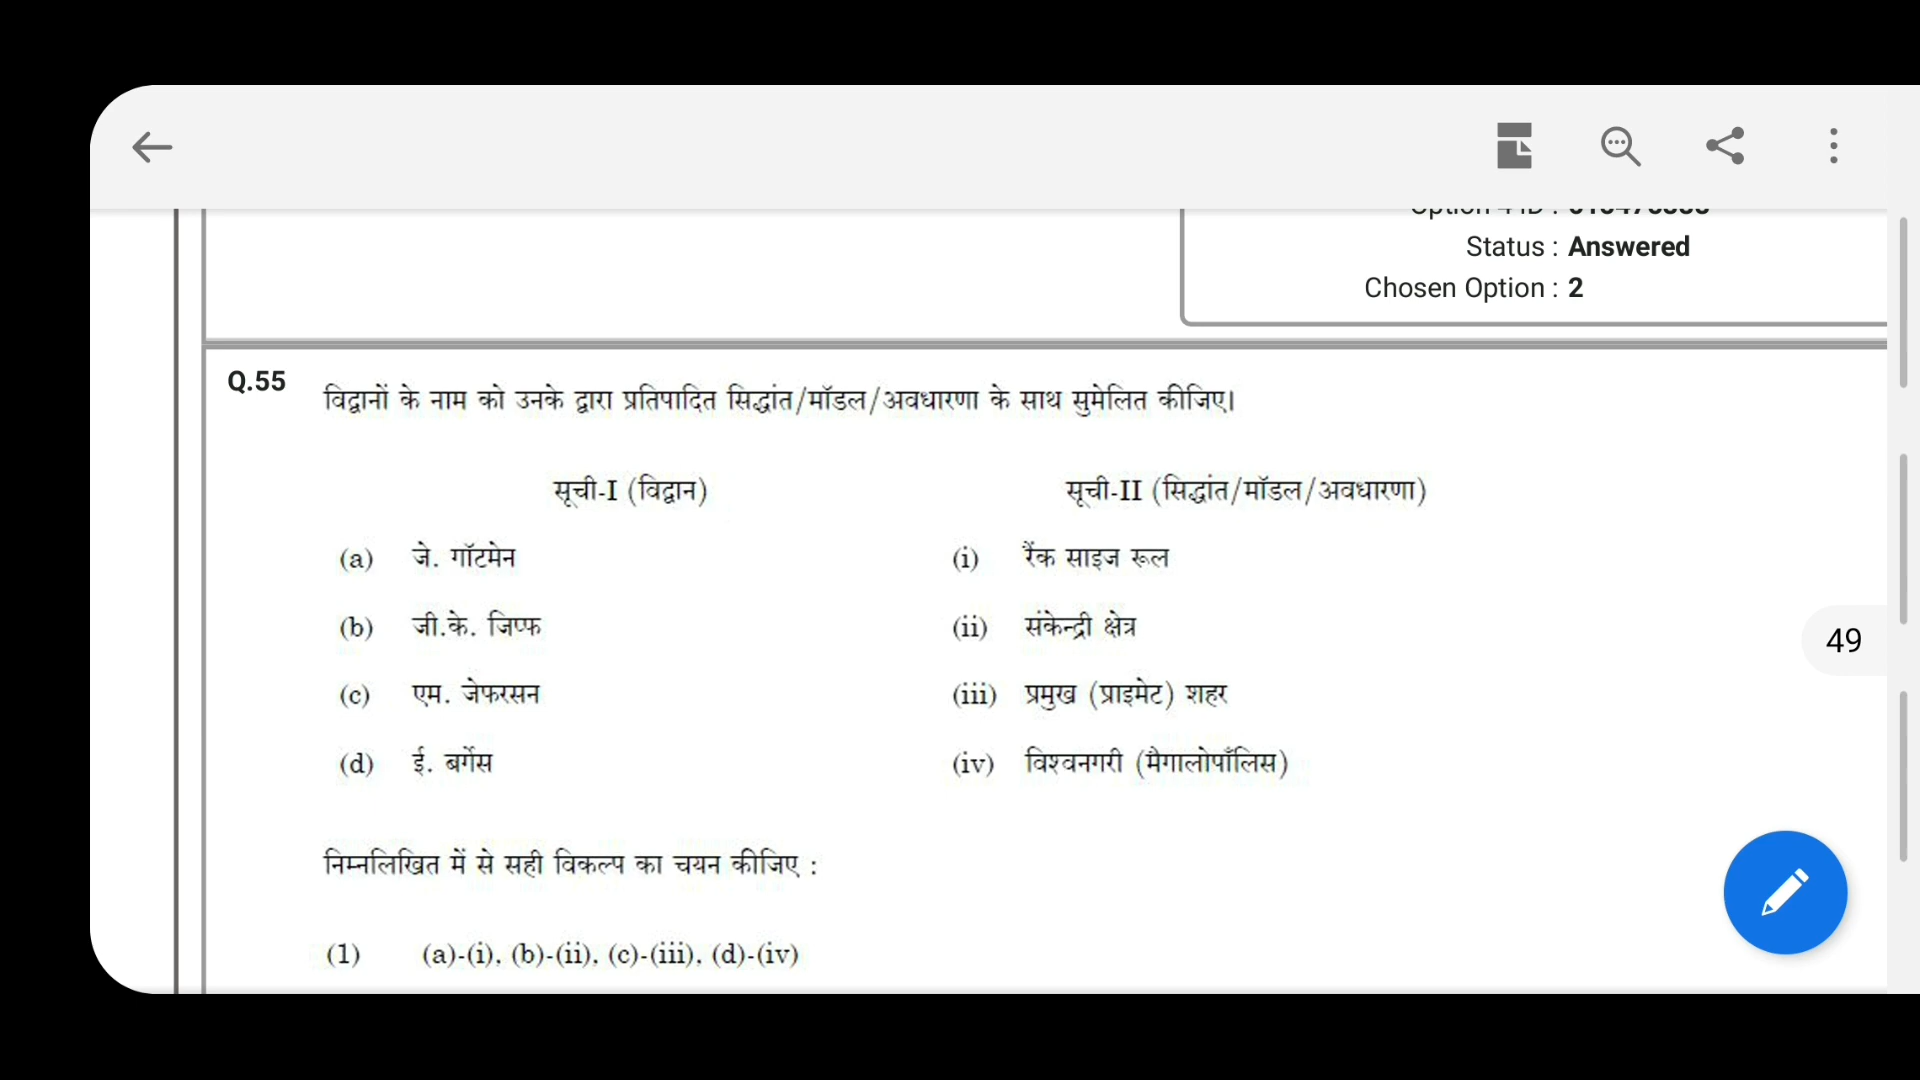 Status : Answered
Chosen Option : 2
Q.55
विद्वानों के नाम को उनके द्वारा प्रतिपादित सिद्धांत/मॉडल/अवधारणा के साथ सुमेलित कीजिए।
सूची-I (विद्वान) सूची-II (सिद्धांत/मॉडल/अवधारणा)
(a) जे. गॉटमेन (i) रैंक साइज रूल
(b) जी.के. जिप्फ (ii) संकेन्द्री क्षेत्र
(c) एम. जेफरसन (iii) प्रमुख (प्राइमेट) शहर
(d) ई. बर्गेस (iv) विश्वनगरी (मैगालोपॉलिस)
निम्नलिखित में से सही विकल्प का चयन कीजिए :
(1) (a)-(i), (b)-(ii), (c)-(iii), (d)-(iv)
49